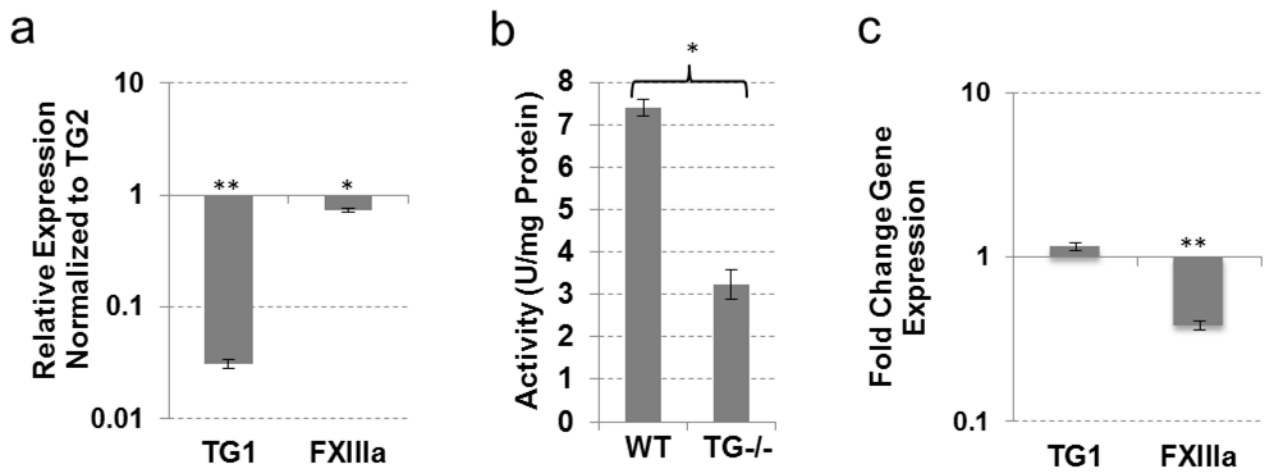 a
Relative Expression
Normalized to TG2
10
1
0.1
0.01
**
*
TG1 FXIIIa
b
Activity (U/mg Protein)
8
7
6
5
4
3
2
1
0
*
WT TG-/-
c
Fold Change Gene
Expression
10
1
0.1
**
TG1 FXIIIa